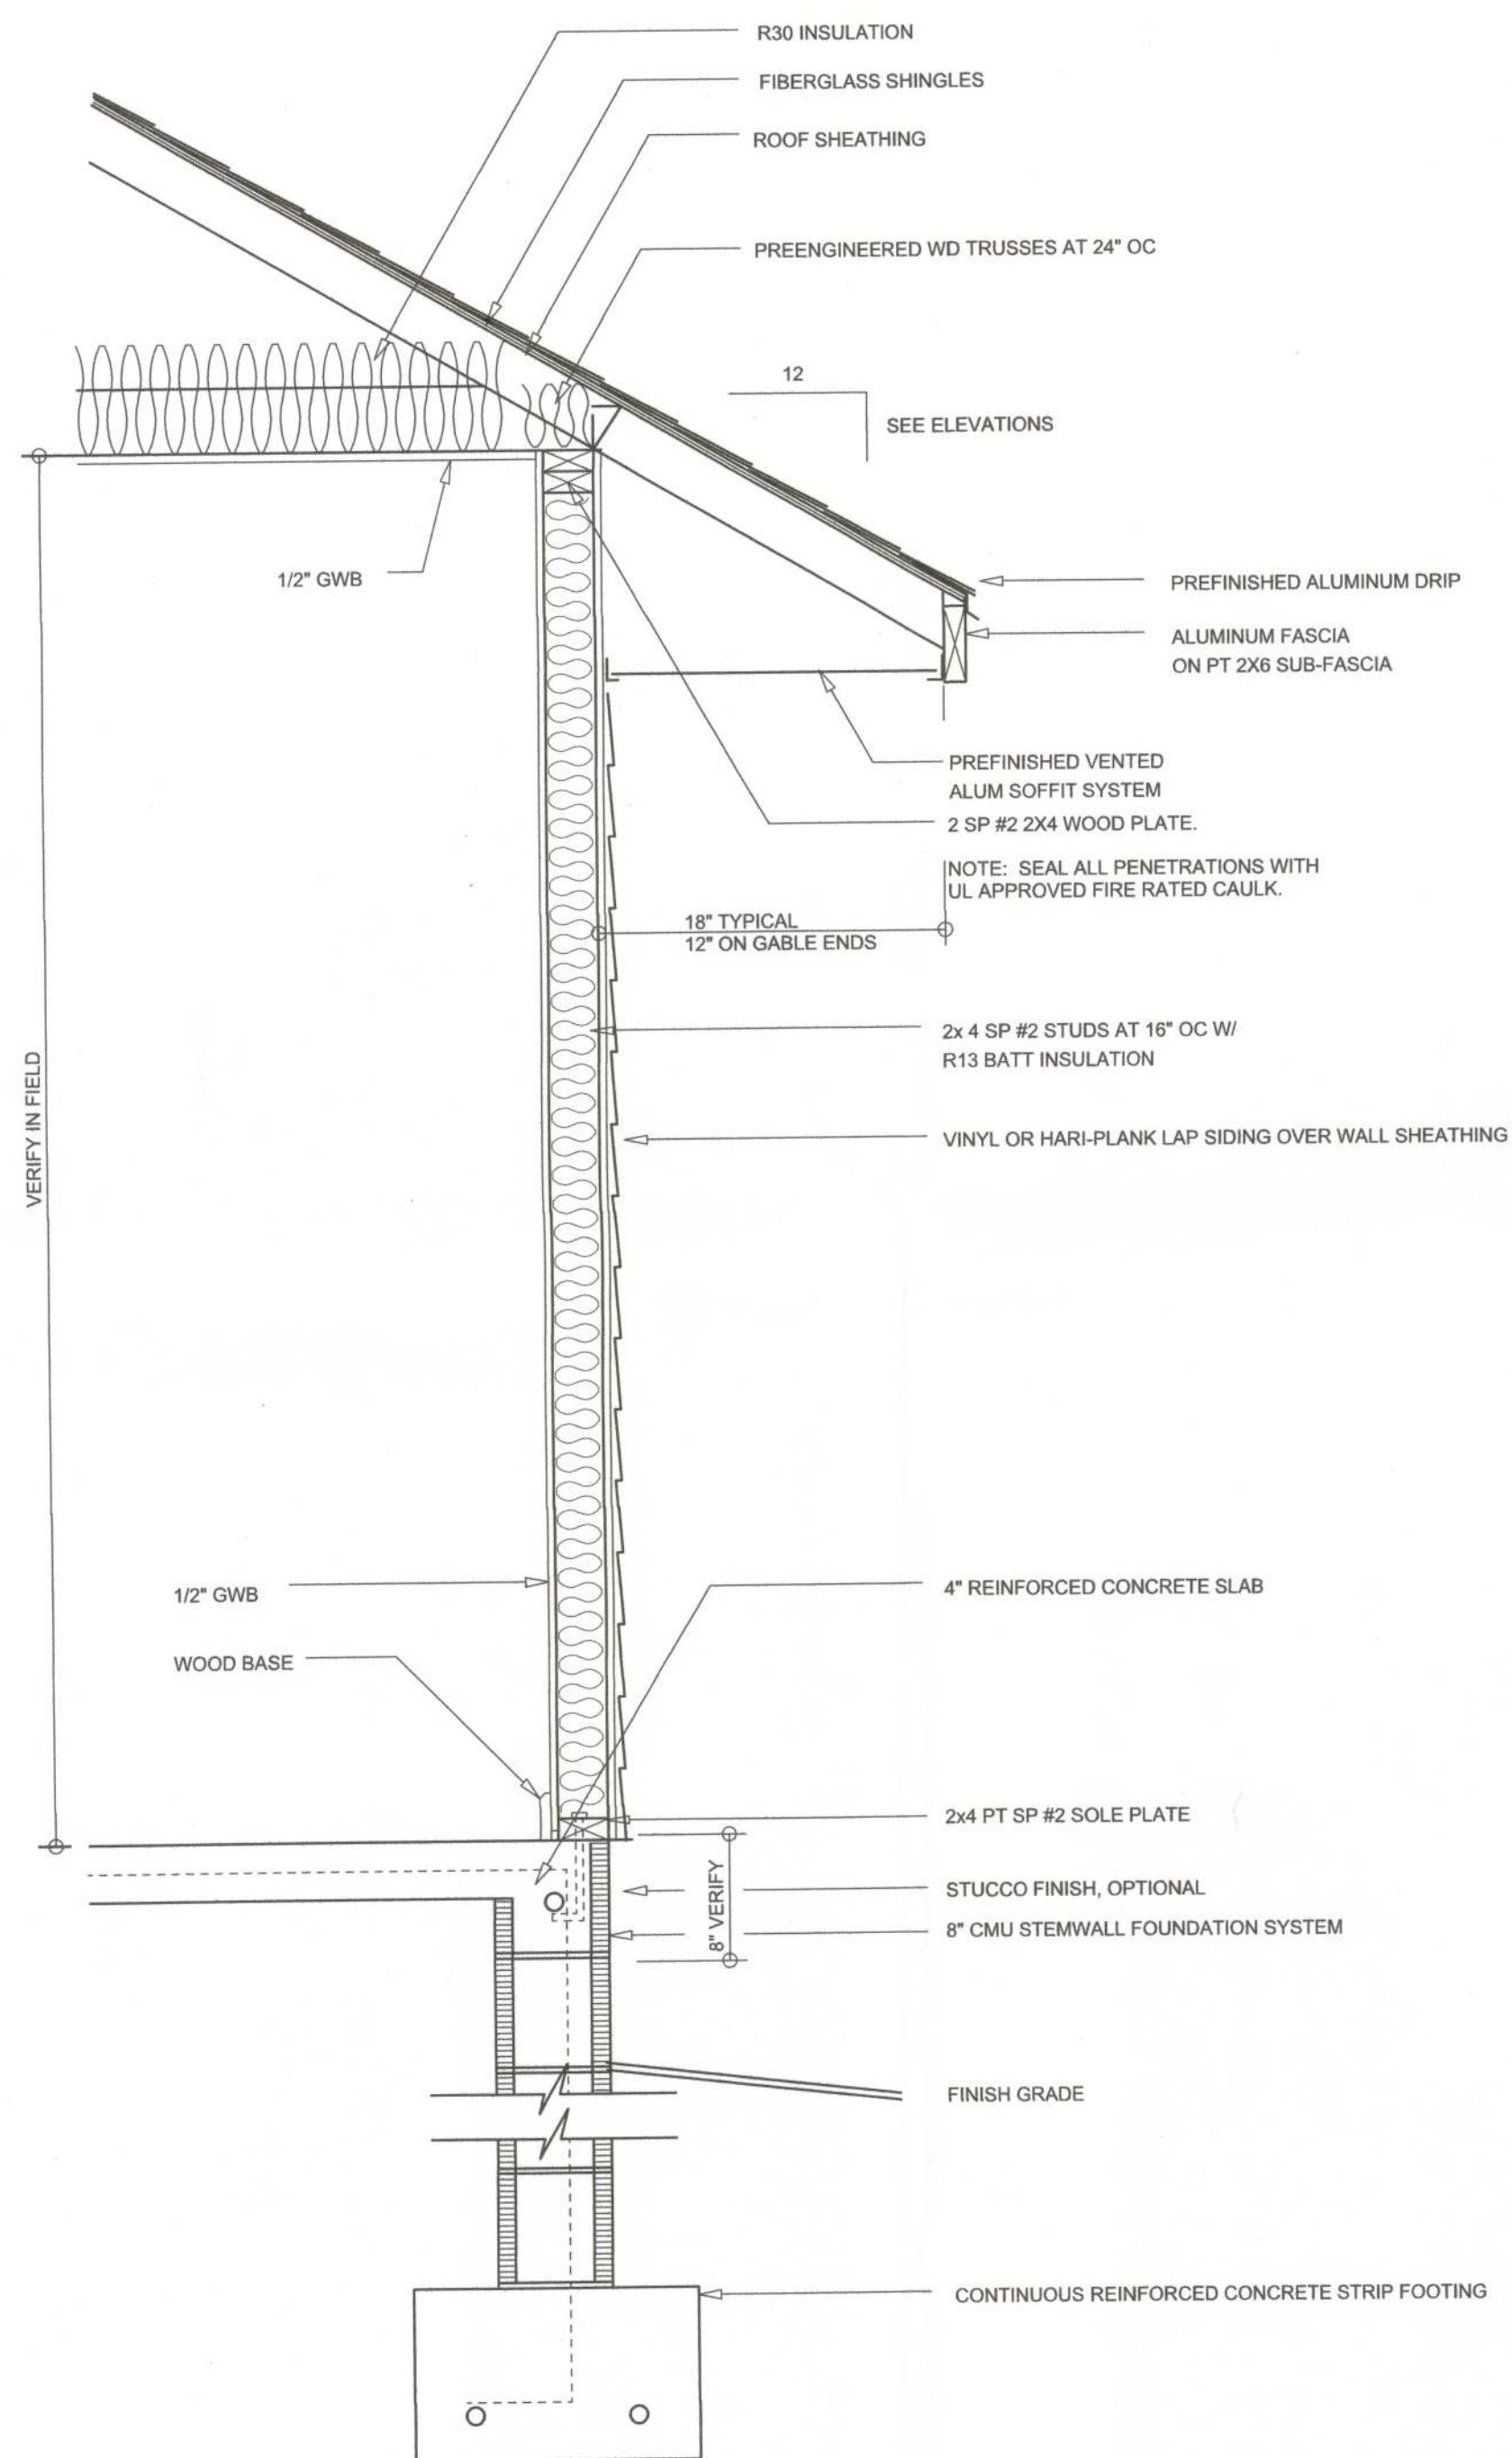 R30 INSULATION
FIBERGLASS SHINGLES
ROOF SHEATHING
PREENGINEERED WD TRUSSES AT 24" OC
12
SEE ELEVATIONS
1/2" GWB
PREFINISHED ALUMINUM DRIP
ALUMINUM FASCIA
ON PT 2X6 SUB-FASCIA
PREFINISHED VENTED
ALUM SOFFIT SYSTEM
2 SP #2 2X4 WOOD PLATE.
NOTE: SEAL ALL PENETRATIONS WITH
UL APPROVED FIRE RATED CAULK.
18" TYPICAL
12" ON GABLE ENDS
2x 4 SP #2 STUDS AT 16" OC W/
R13 BATT INSULATION
VERIFY IN FIELD
VINYL OR HARI-PLANK LAP SIDING OVER WALL SHEATHING
1/2" GWB
4" REINFORCED CONCRETE SLAB
WOOD BASE
2x4 PT SP #2 SOLE PLATE
8" VERIFY
STUCCO FINISH, OPTIONAL
8" CMU STEMWALL FOUNDATION SYSTEM
FINISH GRADE
CONTINUOUS REINFORCED CONCRETE STRIP FOOTING